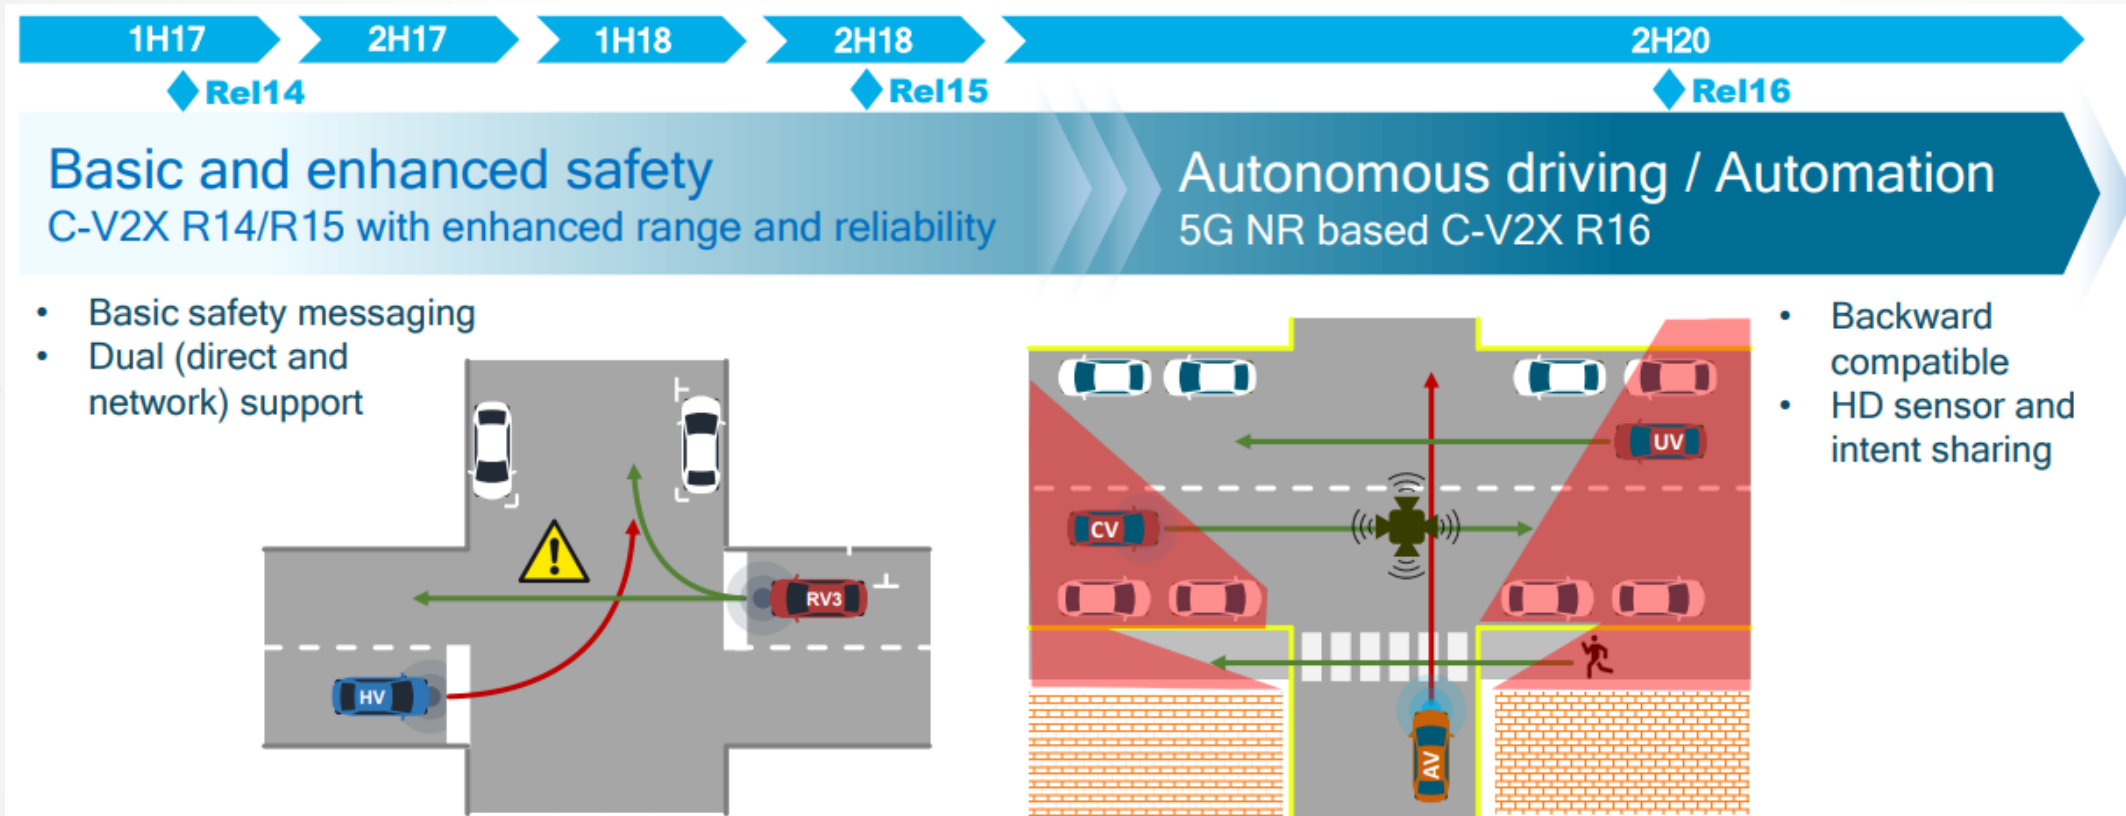 1H17
2H17
1H18
2H18
2H20
Rel14
Rel15
Rel16
Basic and enhanced safety
C-V2X R14/R15 with enhanced range and reliability
Autonomous driving / Automation
5G NR based C-V2X R16
• Basic safety messaging
• Dual (direct and
network) support
RV3
HV
UV
CV
AV
• Backward
compatible
• HD sensor and
intent sharing